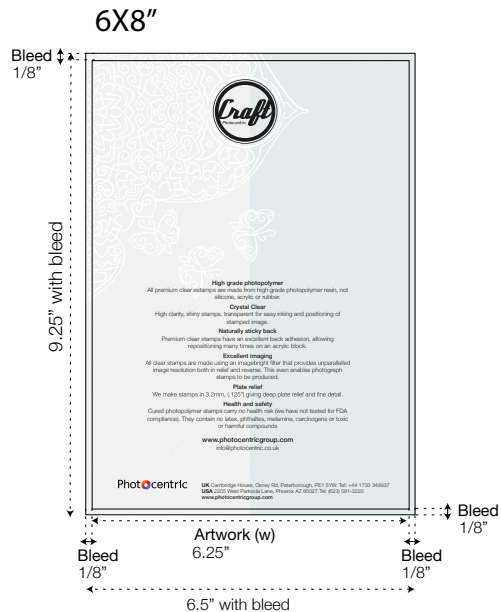 6X8”
Bleed
1/8”
Craft
Photocentric
9.25” with bleed
High grade photopolymer
All premium clear estamps are made from high grade photopolymer resin, not
silicone, acrylic or rubber.
Crystal Clear
High clarity, shiny stamps, transparent for easy inking and positioning of
stamped image.
Naturally sticky back
Premium clear stamps have an excellent back adhesion, allowing
repositioning many times on an acrylic block.
Excellent imaging
All clear stamps are made using an imagebright filter that provides unparalleled
image resolution both in relief and reverse. This even enables photograph
stamps to be produced.
Plate relief
We make stamps in 3.2mm, (.125”) giving deep plate relief and fine detail.
Health and safety
Cured photopolymer stamps carry no health risk (we have not tested for FDA
compliance). They contain no latex, phthaltes, melamine, carcinogens or toxic
or harmful compounds
www.photocentricgroup.com
info@photocentric.co.uk
Photocentric
UK Cambridge House, Oxney Rd, Peterborough, PE1 5YW. Tel: +44 1733 349937
USA 2205 West Parkside Lane, Phoenix AZ 85027. Tel: (623) 581-3220
www.photocentricgroup.com
Bleed
1/8”
Artwork (w)
6.25”
Bleed
1/8”
Bleed
1/8”
6.5” with bleed